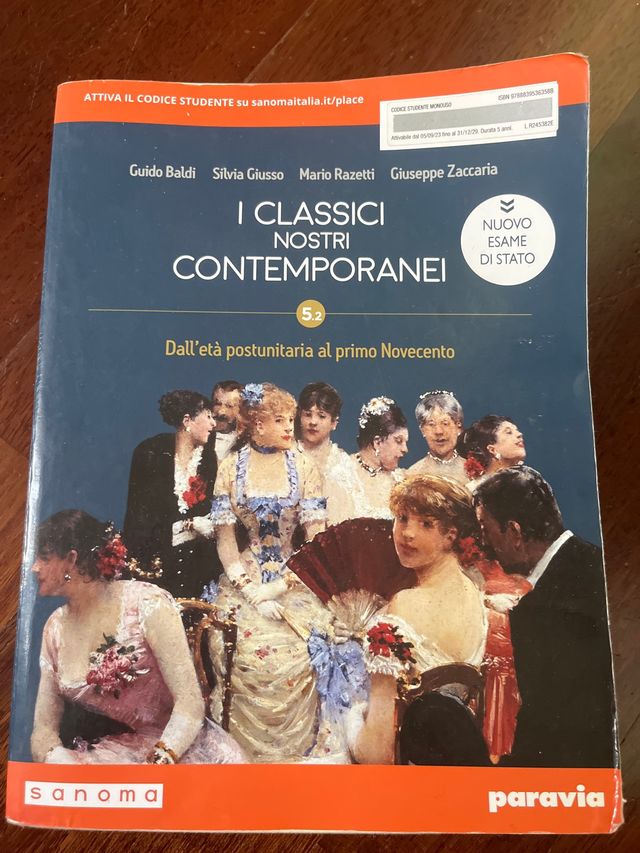 ATTIVA IL CODICE STUDENTE su sanomaitalia.it/place
CODICE STUDENTE MONOUSO
ISBN 9788839536358B
Attivabile dal 05/09/23 fino al 31/12/29. Durata 5 anni.
L R245382E
Guido Baldi Silvia Giusso Mario Razetti Giuseppe Zaccaria
I CLASSICI
NOSTRI
CONTEMPORANEI
NUOVO
ESAME
DI STATO
5.2
Dall'età postunitaria al primo Novecento
sanoma
paravia